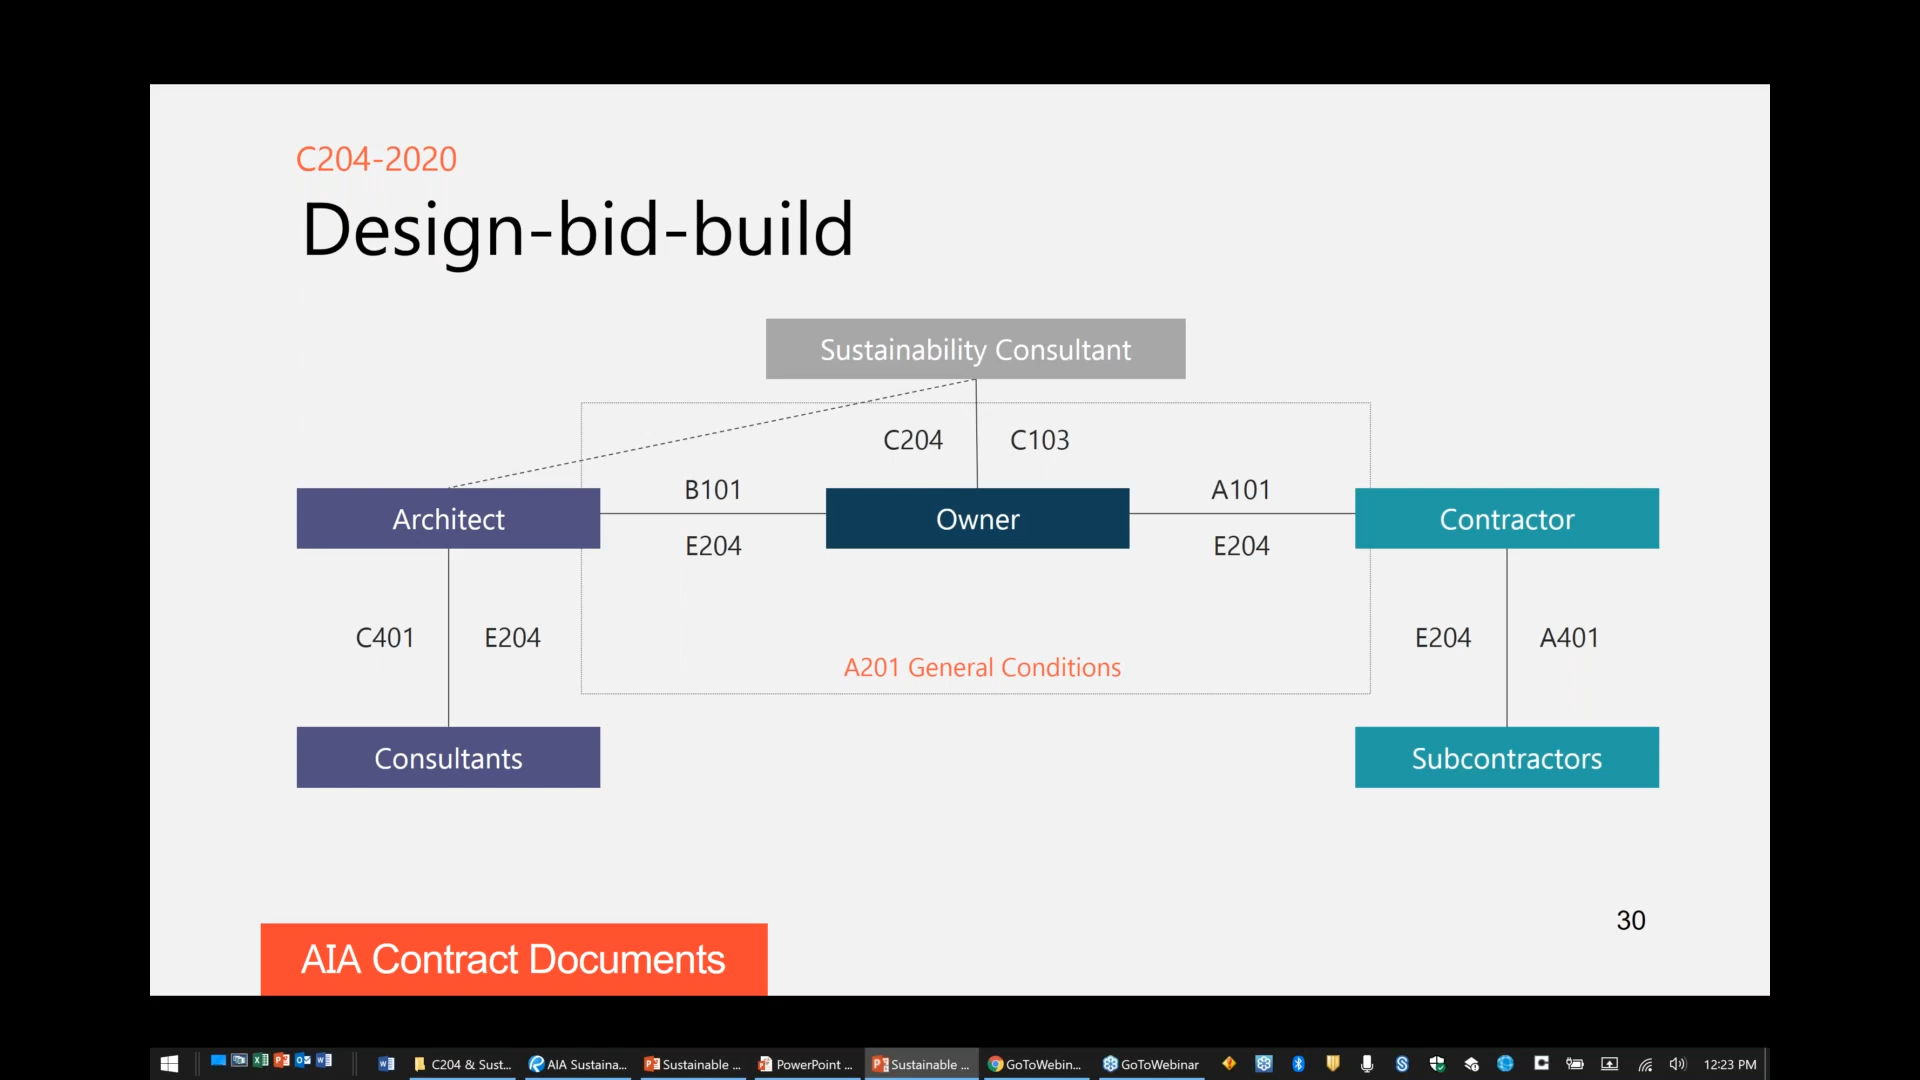 C204-2020
Design-bid-build
Sustainability Consultant
C204 C103
B101 A101
Architect Owner Contractor
E204 E204
C401 E204 E204 A401
A201 General Conditions
Consultants Subcontractors
30
AIA Contract Documents
C204 & Sust... AIA Sustaina... Sustainable ... PowerPoint ... Sustainable ... GoToWebin... GoToWebinar 12:23 PM